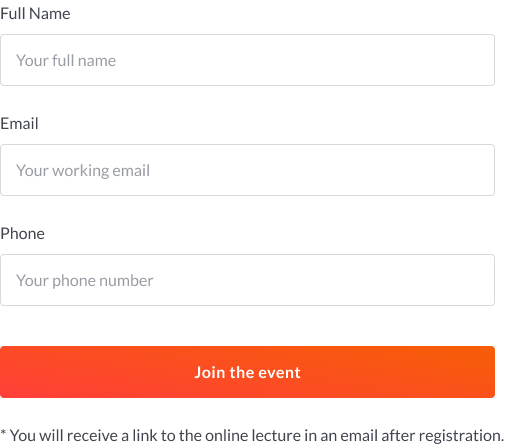 Full Name
Your full name
Email
Your working email
Phone
Your phone number
Join the event
* You will receive a link to the online lecture in an email after registration.